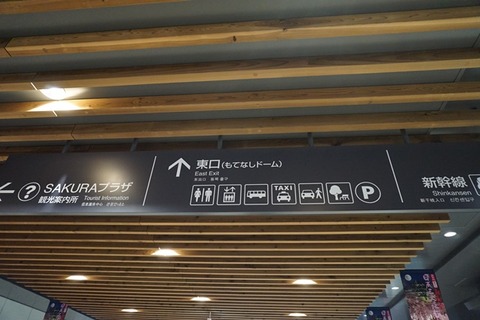 SAKURAプラザ
観光案内所 Tourist Information
東口(もてなしドーム)
East Exit
TAXI
P
新幹線
Shinkansen